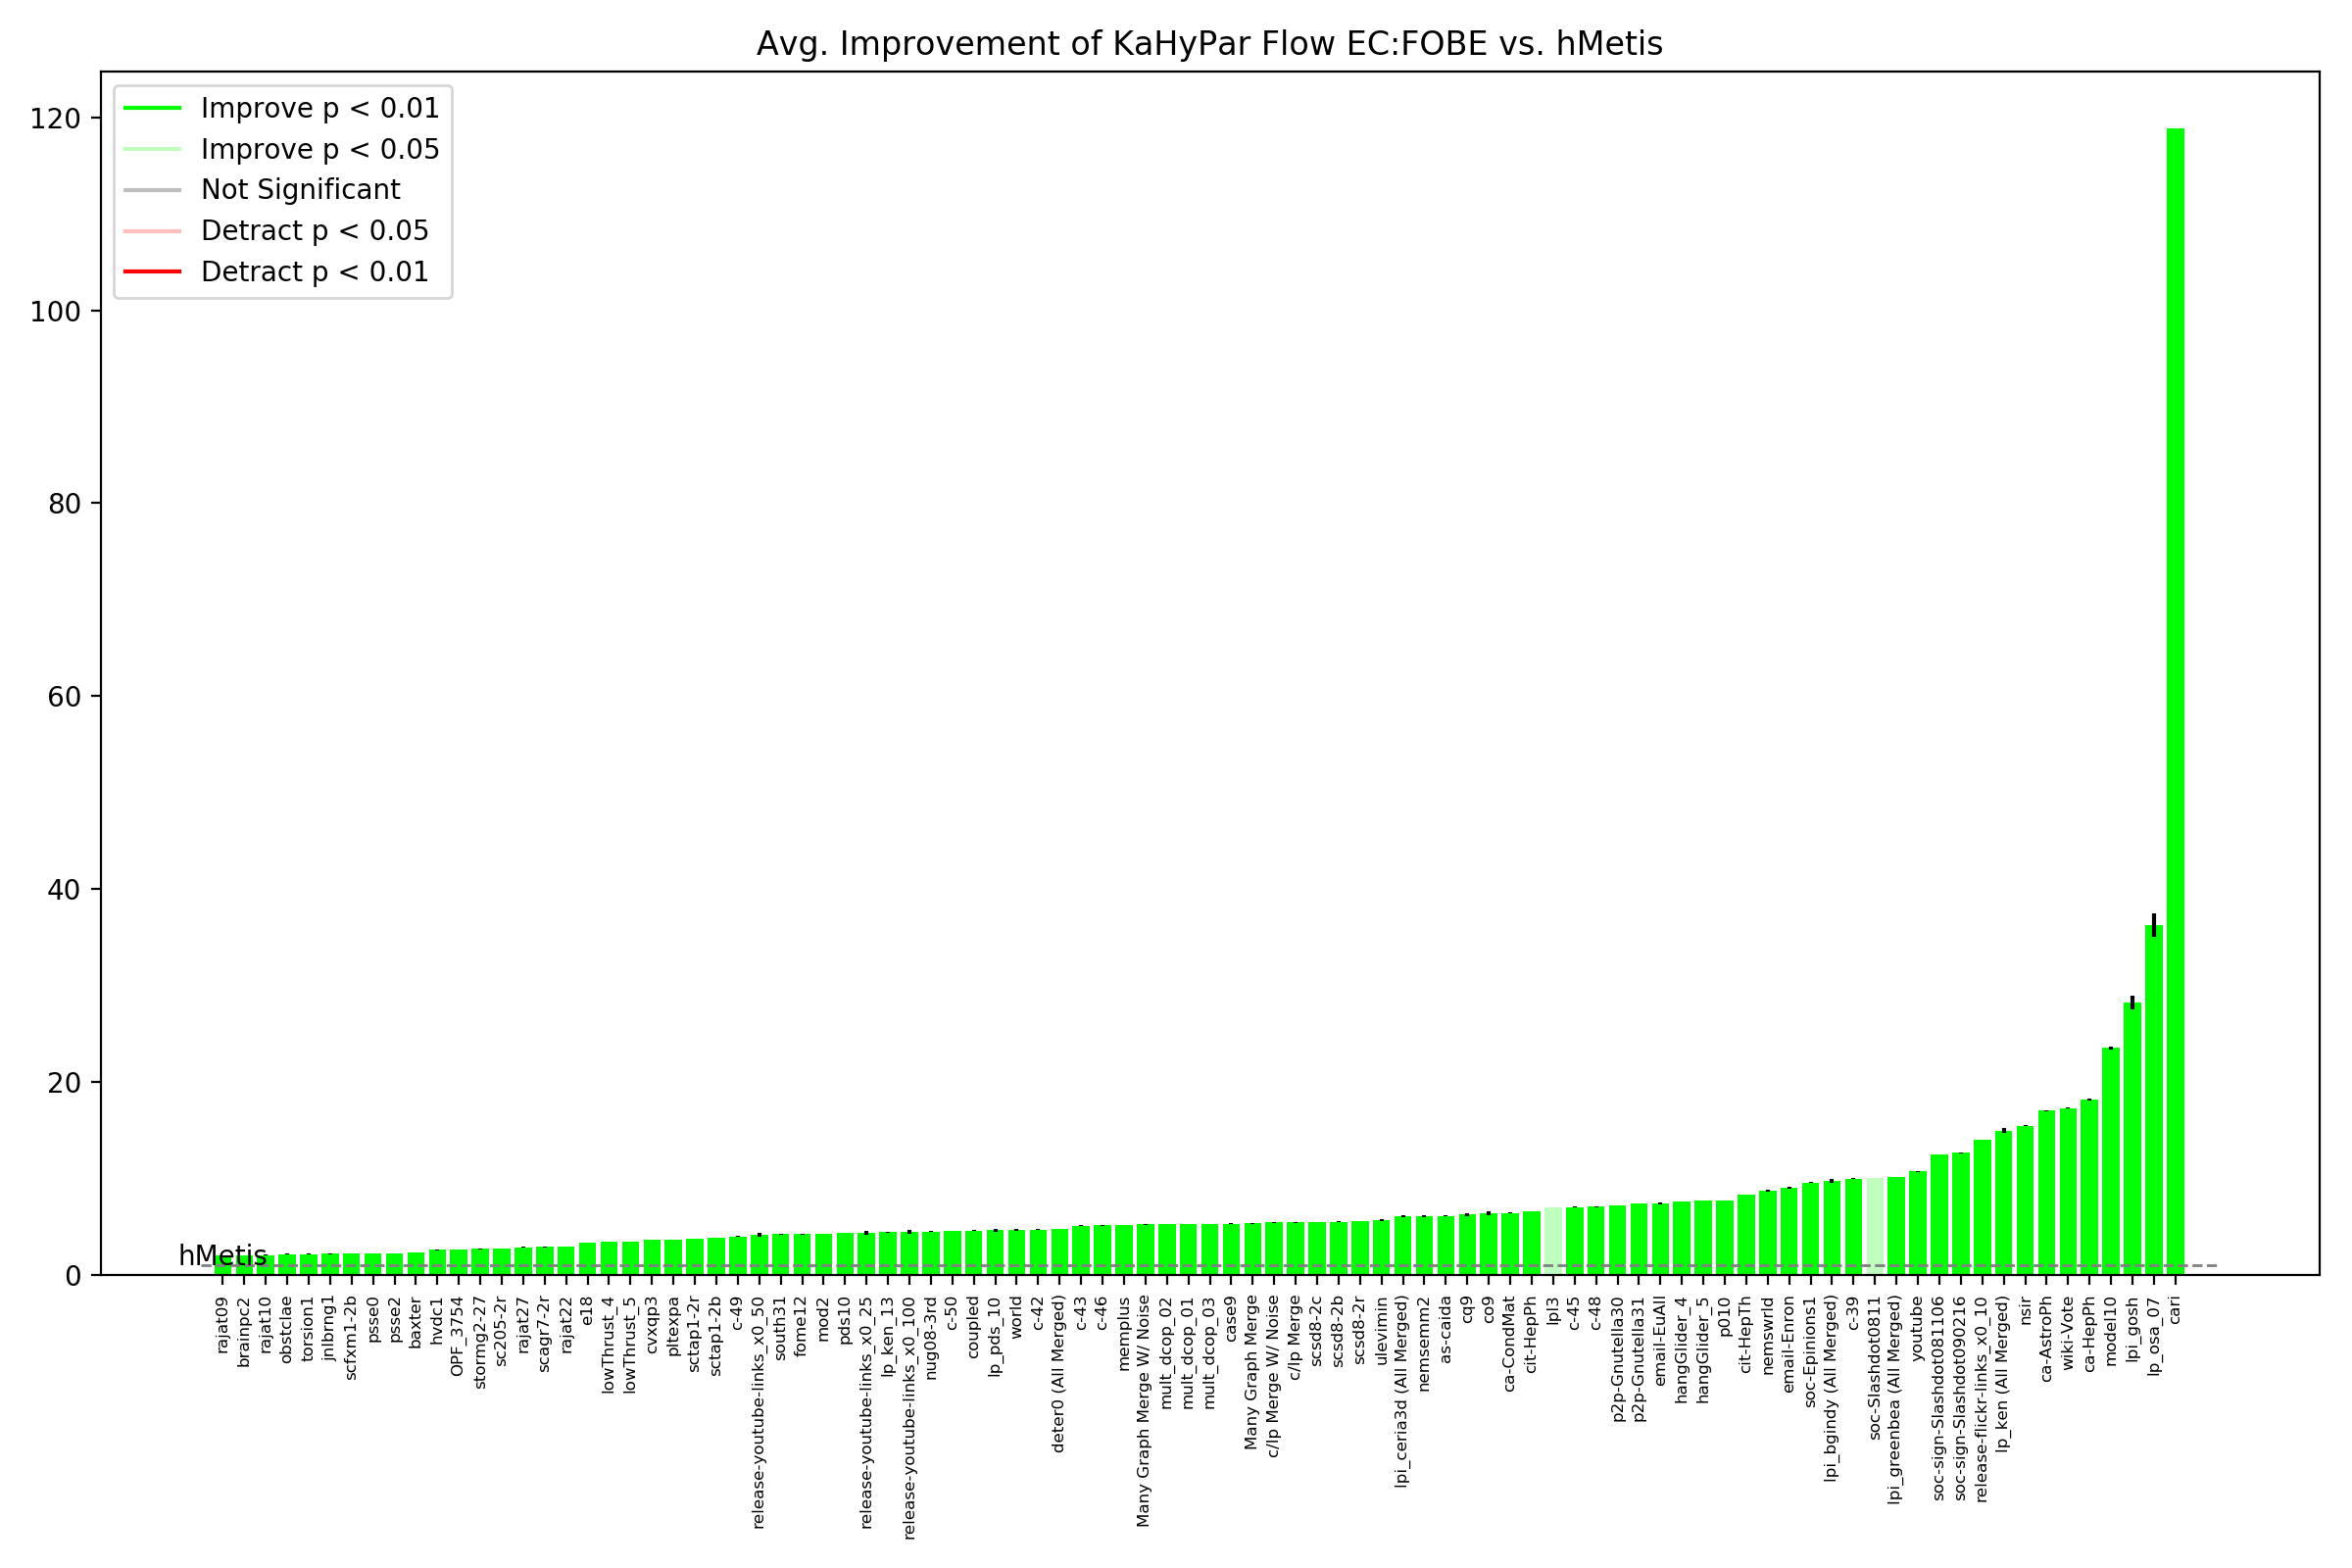 Avg. Improvement of KaHyPar Flow EC:FOBE vs. hMetis
Improve p < 0.01
Improve p < 0.05
Not Significant
Detract p < 0.05
Detract p < 0.01
120
100
80
60
40
20
0
hMetis
rajat09
brainpc2
rajat10
obstclae
torsion1
jnlbrng1
scfxm1-2b
psse0
psse2
baxter
hvdc1
OPF_3754
stormg2-27
sc205-2r
rajat27
scagr7-2r
rajat22
e18
lowThrust_4
lowThrust_5
cvxqp3
pltexpa
sctap1-2r
sctap1-2b
c-49
release-youtube-links_x0_50
south31
fome12
mod2
pds10
release-youtube-links_x0_25
lp_ken_13
release-youtube-links_x0_100
nug08-3rd
c-50
coupled
lp_pds_10
world
c-42
deter0 (All Merged)
c-43
c-46
memplus
Many Graph Merge W/ Noise
mult_dcop_02
mult_dcop_01
mult_dcop_03
case9
Many Graph Merge
c/lp Merge W/ Noise
c/lp Merge
scsd8-2c
scsd8-2b
scsd8-2r
ulevimin
lpi_ceria3d (All Merged)
nemsemm2
as-caida
cq9
co9
ca-CondMat
cit-HepPh
lpl3
c-45
c-48
p2p-Gnutella30
p2p-Gnutella31
email-EuAll
hangGlider_4
hangGlider_5
p010
cit-HepTh
nemswrld
email-Enron
soc-Epinions1
lpi_bgindy (All Merged)
c-39
soc-Slashdot0811
lpi_greenbea (All Merged)
youtube
soc-sign-Slashdot081106
soc-sign-Slashdot090216
release-flickr-links_x0_10
lp_ken (All Merged)
nsir
ca-AstroPh
wiki-Vote
ca-HepPh
model10
lpi_gosh
lp_osa_07
cari